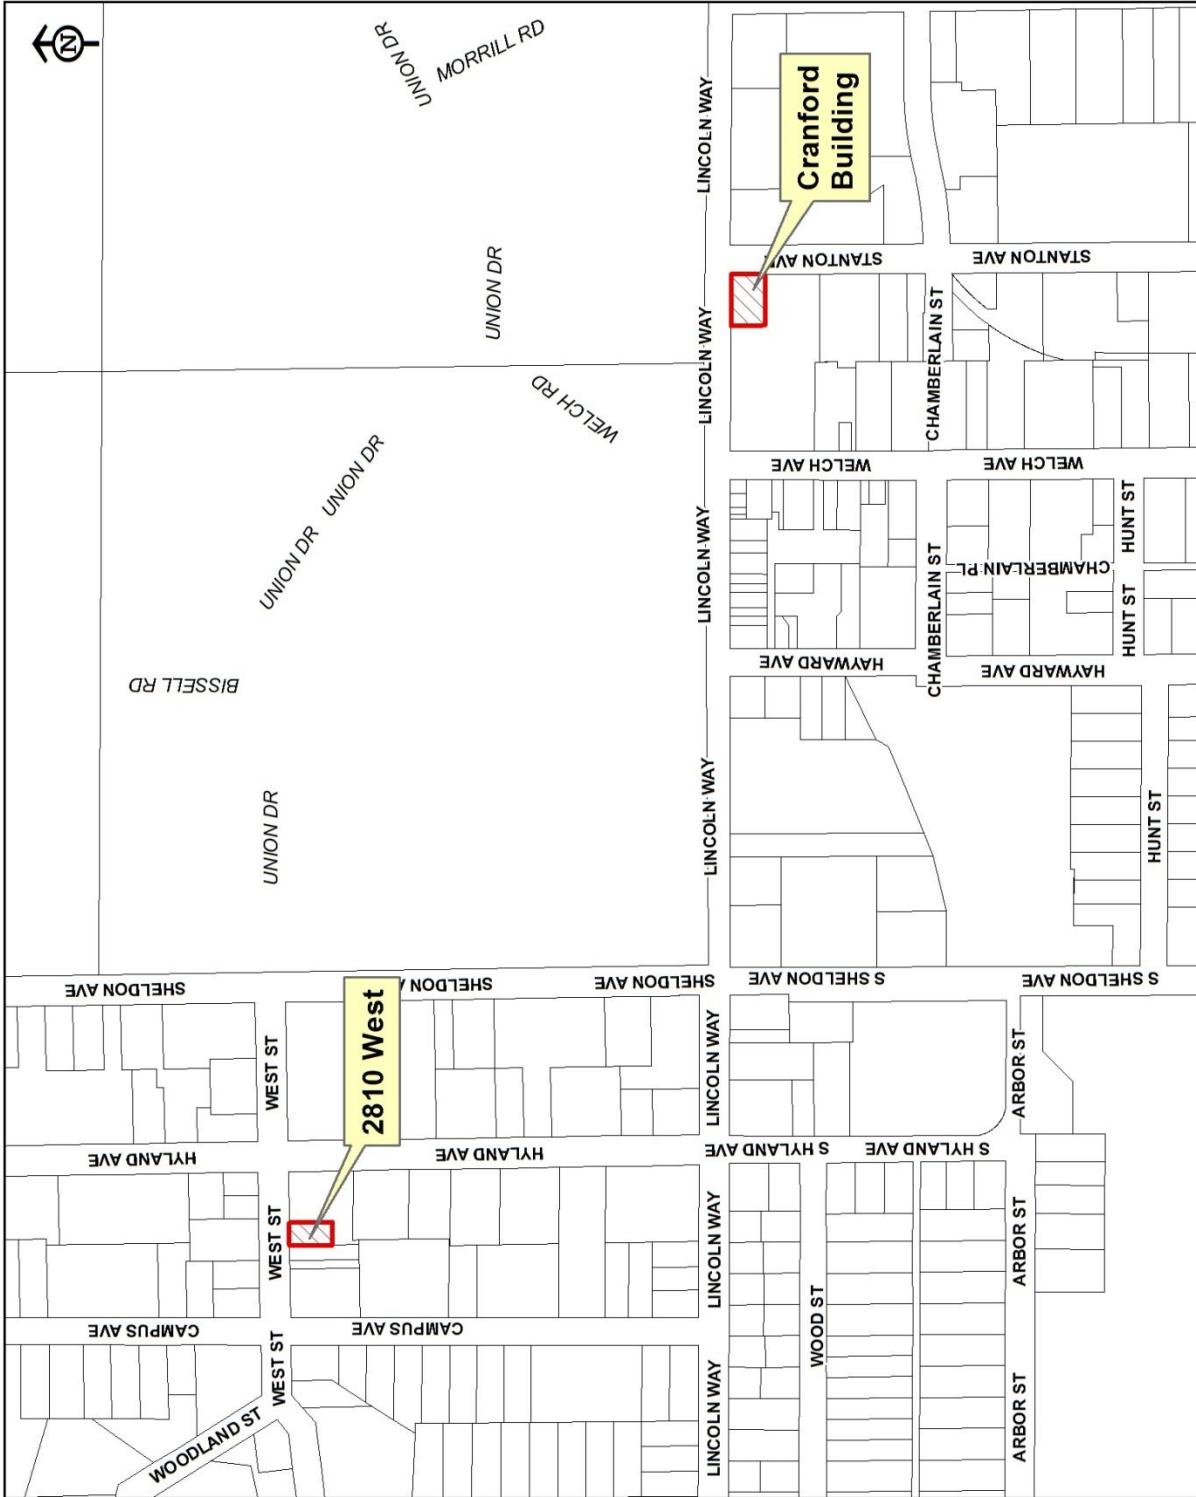 N
CAMPUS AVE
HYLAND AVE
SHELDON AVE
BISSELL RD
WOODLAND ST
WEST ST
WEST ST
WEST ST
UNION DR
UNION DR
UNION DR
2810 West
UNION DR
MORRILL RD
CAMPUS AVE
HYLAND AVE
SHELDON
UNION DR
WELCH RD
SHELDON AVE
LINCOLN WAY
LINCOLN WAY
LINCOLN WAY
LINCOLN WAY
LINCOLN WAY
LINCOLN WAY
LINCOLN WAY
S HYLAND AVE
S SHELDON AVE
HAYWARD AVE
WELCH AVE
STANTON AVE
Cranford
Building
WOOD ST
S HYLAND AVE
CHAMBERLAIN ST
CHAMBERLAIN ST
ARBOR ST
ARBOR ST
ARBOR ST
S SHELDON AVE
HAYWARD AVE
CHAMBERLAIN PL
WELCH AVE
STANTON AVE
HUNT ST
HUNT ST
HUNT ST